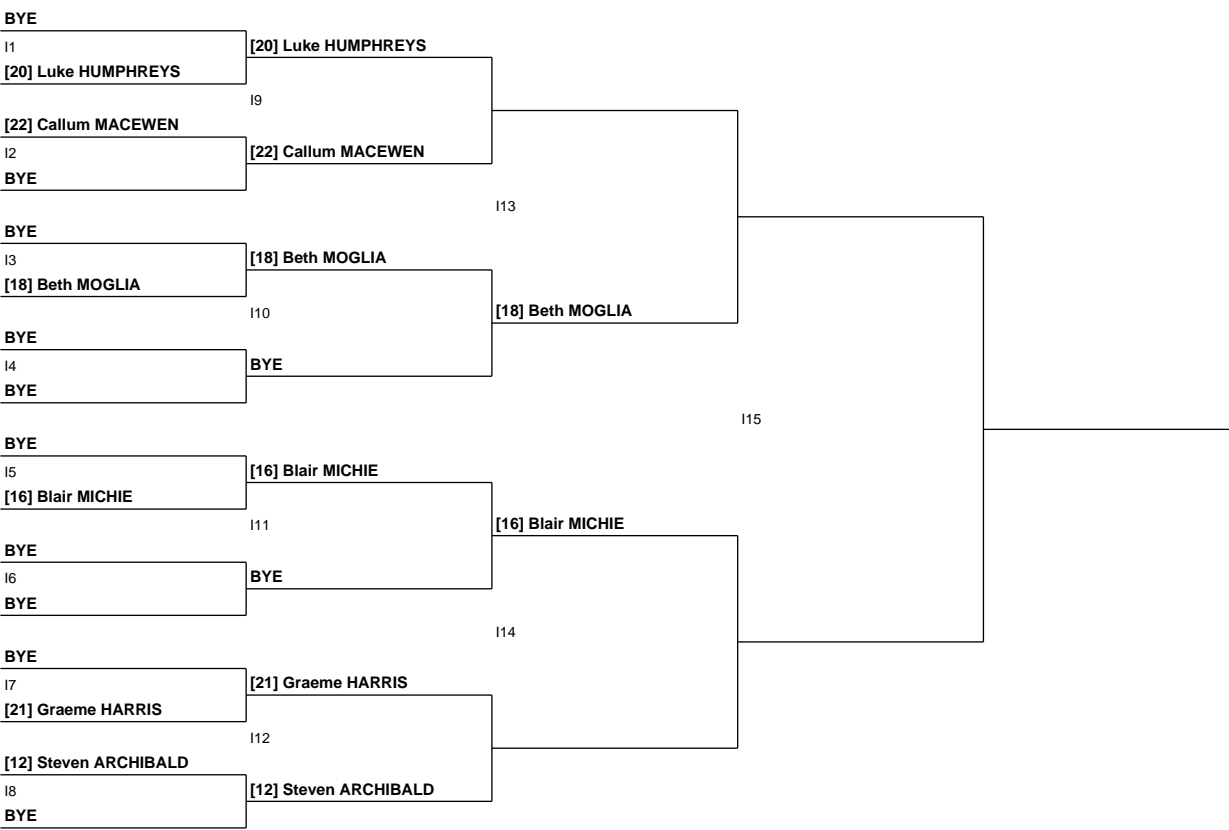 BYE
I1
[20] Luke HUMPHREYS
[22] Callum MACEWEN
I2
BYE
BYE
I3
[18] Beth MOGLIA
BYE
I4
BYE
BYE
I5
[16] Blair MICHIE
BYE
I6
BYE
BYE
I7
[21] Graeme HARRIS
[12] Steven ARCHIBALD
I8
BYE
[20] Luke HUMPHREYS
I9
[22] Callum MACEWEN
[18] Beth MOGLIA
I10
BYE
[16] Blair MICHIE
I11
BYE
[21] Graeme HARRIS
I12
[12] Steven ARCHIBALD
I13
[18] Beth MOGLIA
[16] Blair MICHIE
I14
I15